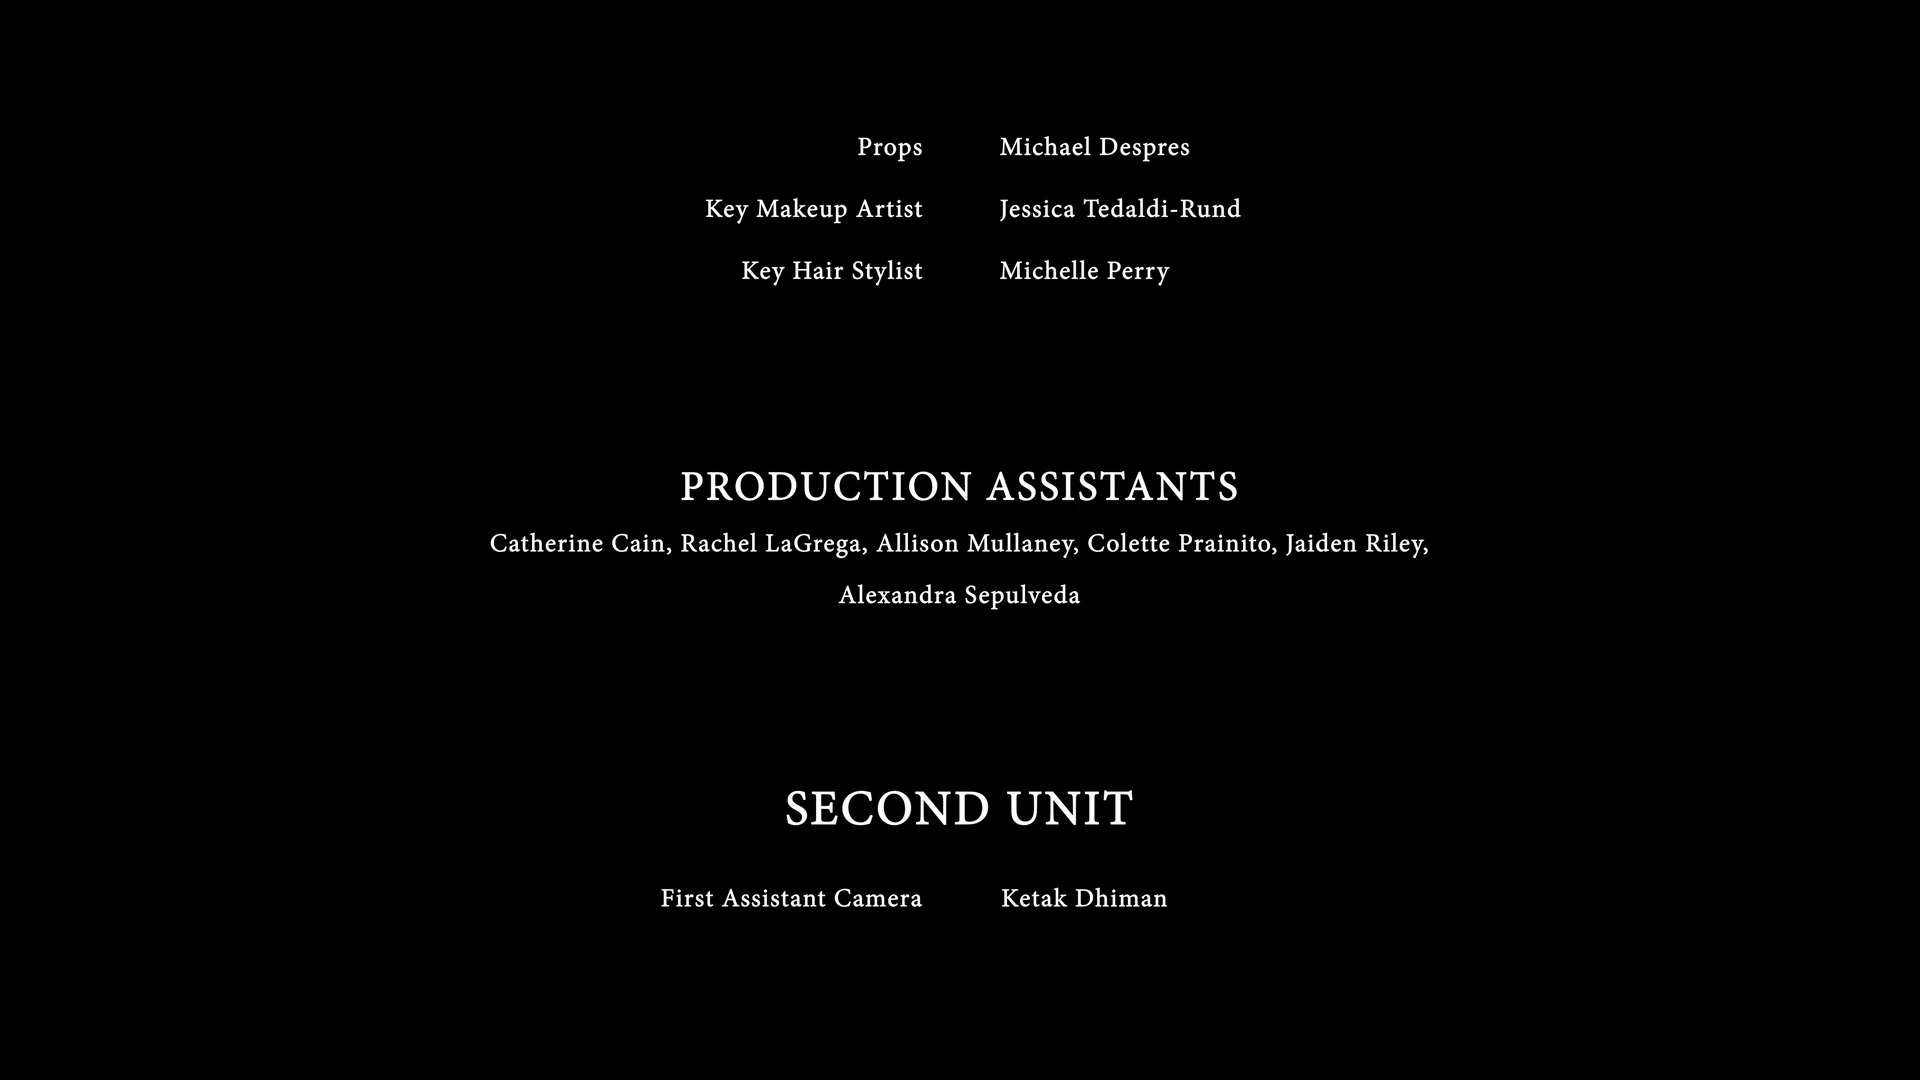 Props Michael Despres
Key Makeup Artist Jessica Tedaldi-Rund
Key Hair Stylist Michelle Perry
PRODUCTION ASSISTANTS
Catherine Cain, Rachel LaGrega, Allison Mullaney, Colette Prainito, Jaiden Riley,
Alexandra Sepulveda
SECOND UNIT
First Assistant Camera Ketak Dhiman